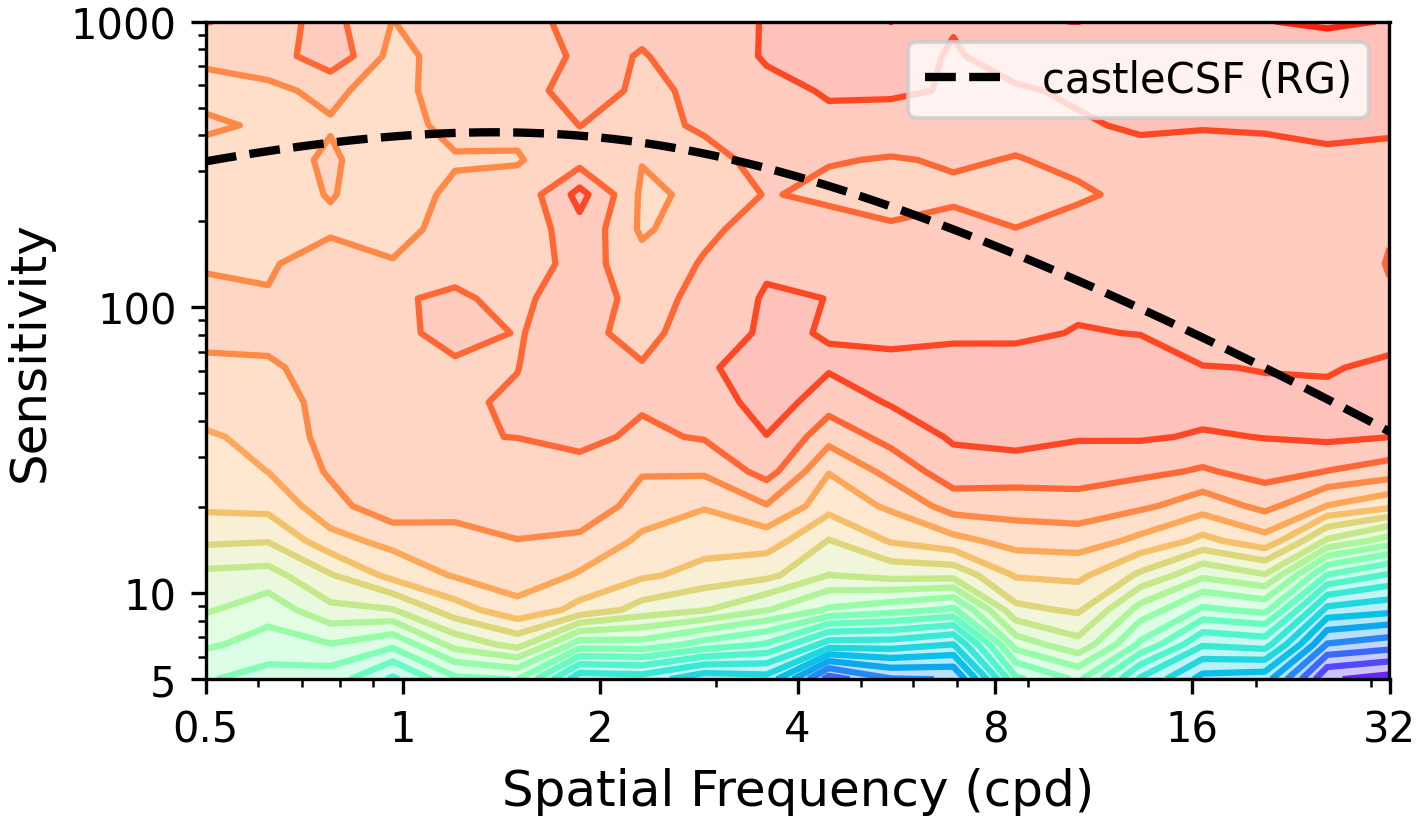 1000
castleCSF (RG)
Sensitivity
100
10
5
0.5 1 2 4 8 16 32
Spatial Frequency (cpd)